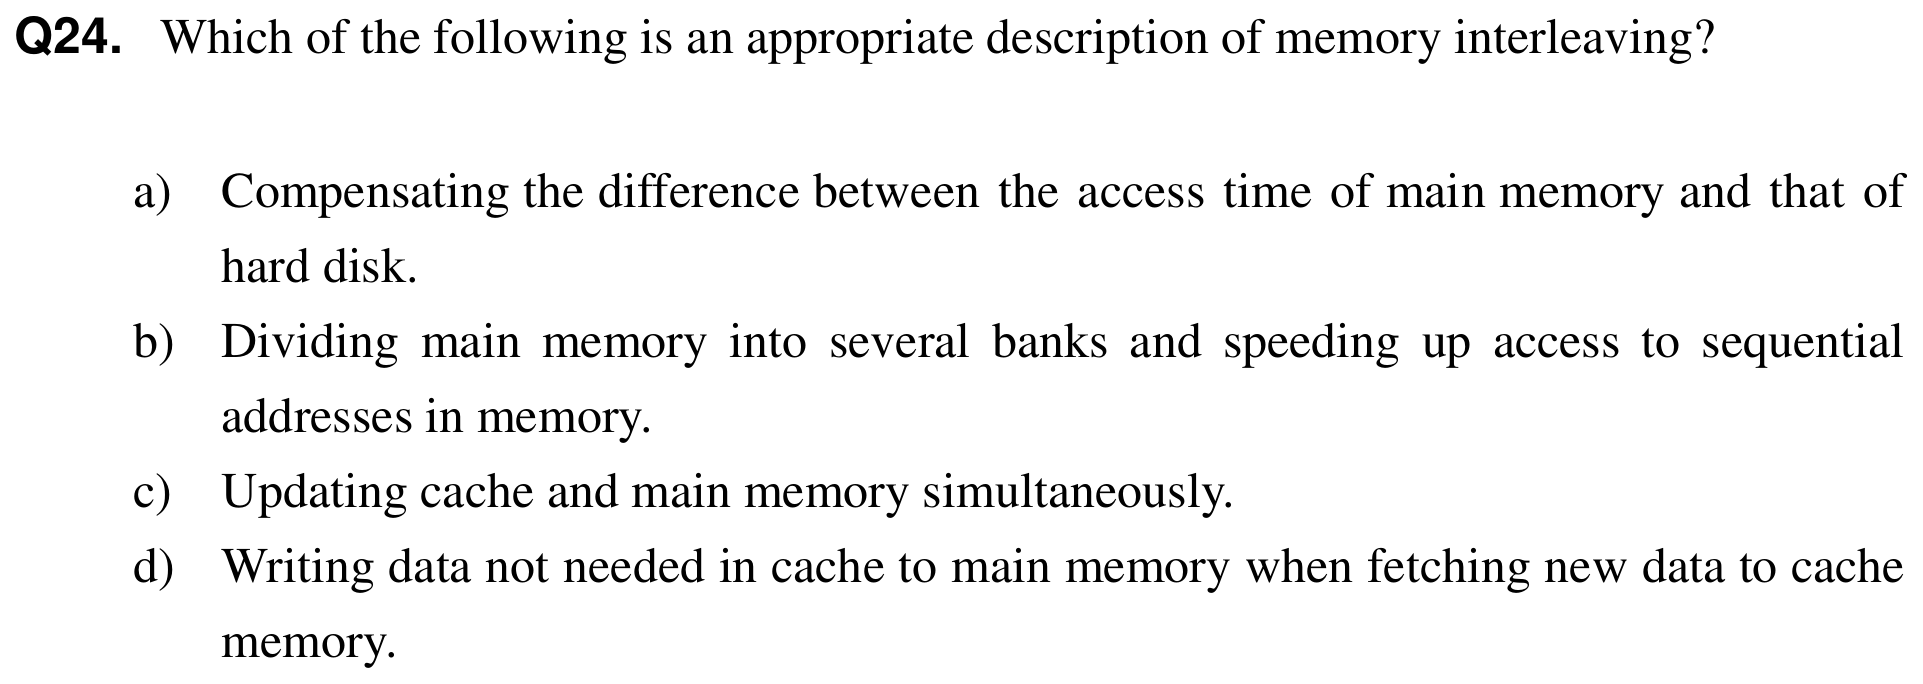 Q24. Which of the following is an appropriate description of memory interleaving?
a) Compensating the difference between the access time of main memory and that of
hard disk.
b) Dividing main memory into several banks and speeding up access to sequential
addresses in memory.
c) Updating cache and main memory simultaneously.
d) Writing data not needed in cache to main memory when fetching new data to cache
memory.